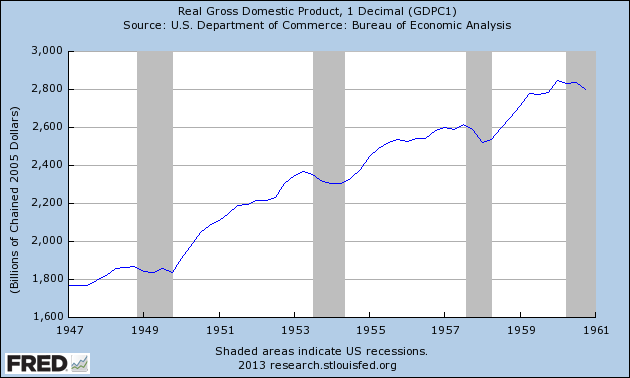 Real Gross Domestic Product, 1 Decimal (GDPC1)
Source: U.S. Department of Commerce: Bureau of Economic Analysis
(Billions of Chained 2005 Dollars)
3,000
2,800
2,600
2,400
2,200
2,000
1,800
1,600
1947 1949 1951 1953 1955 1957 1959 1961
Shaded areas indicate US recessions.
2013 research.stlouisfed.org
FRED